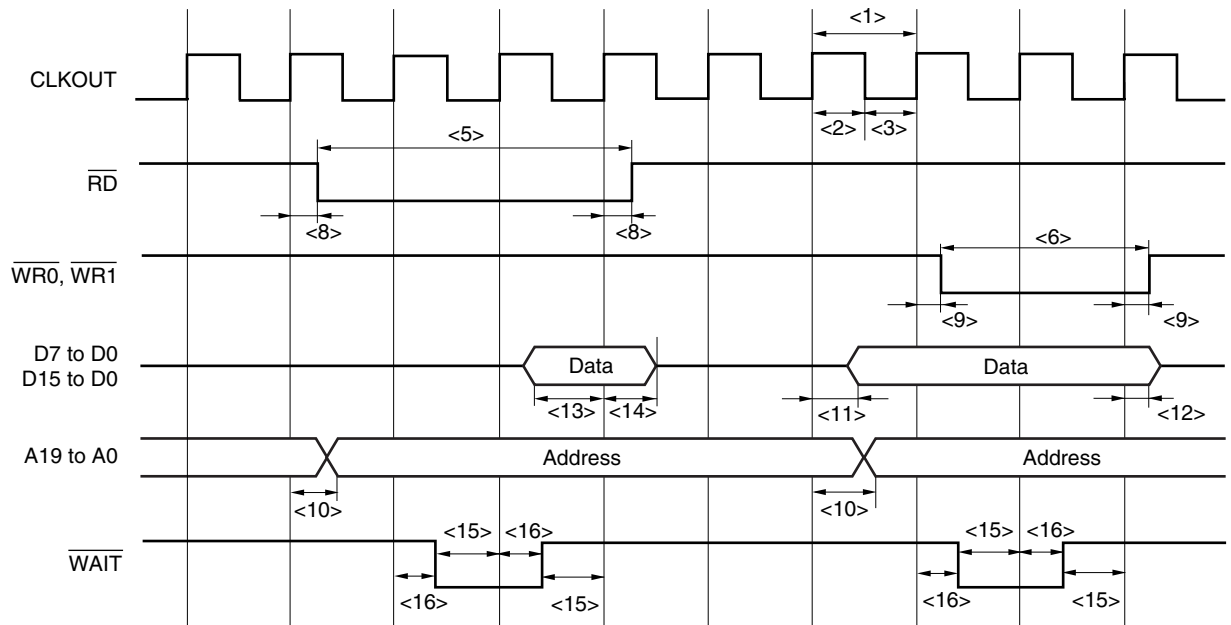 <1>
CLKOUT
<2> <3>
<5>
RD
<8> <8>
<6>
WR0, WR1
<9> <9>
D7 to D0
D15 to D0
Data Data
<13> <14> <11> <12>
A19 to A0
Address Address
<10> <10>
<15> <16> <15> <16>
WAIT
<16> <15> <16> <15>